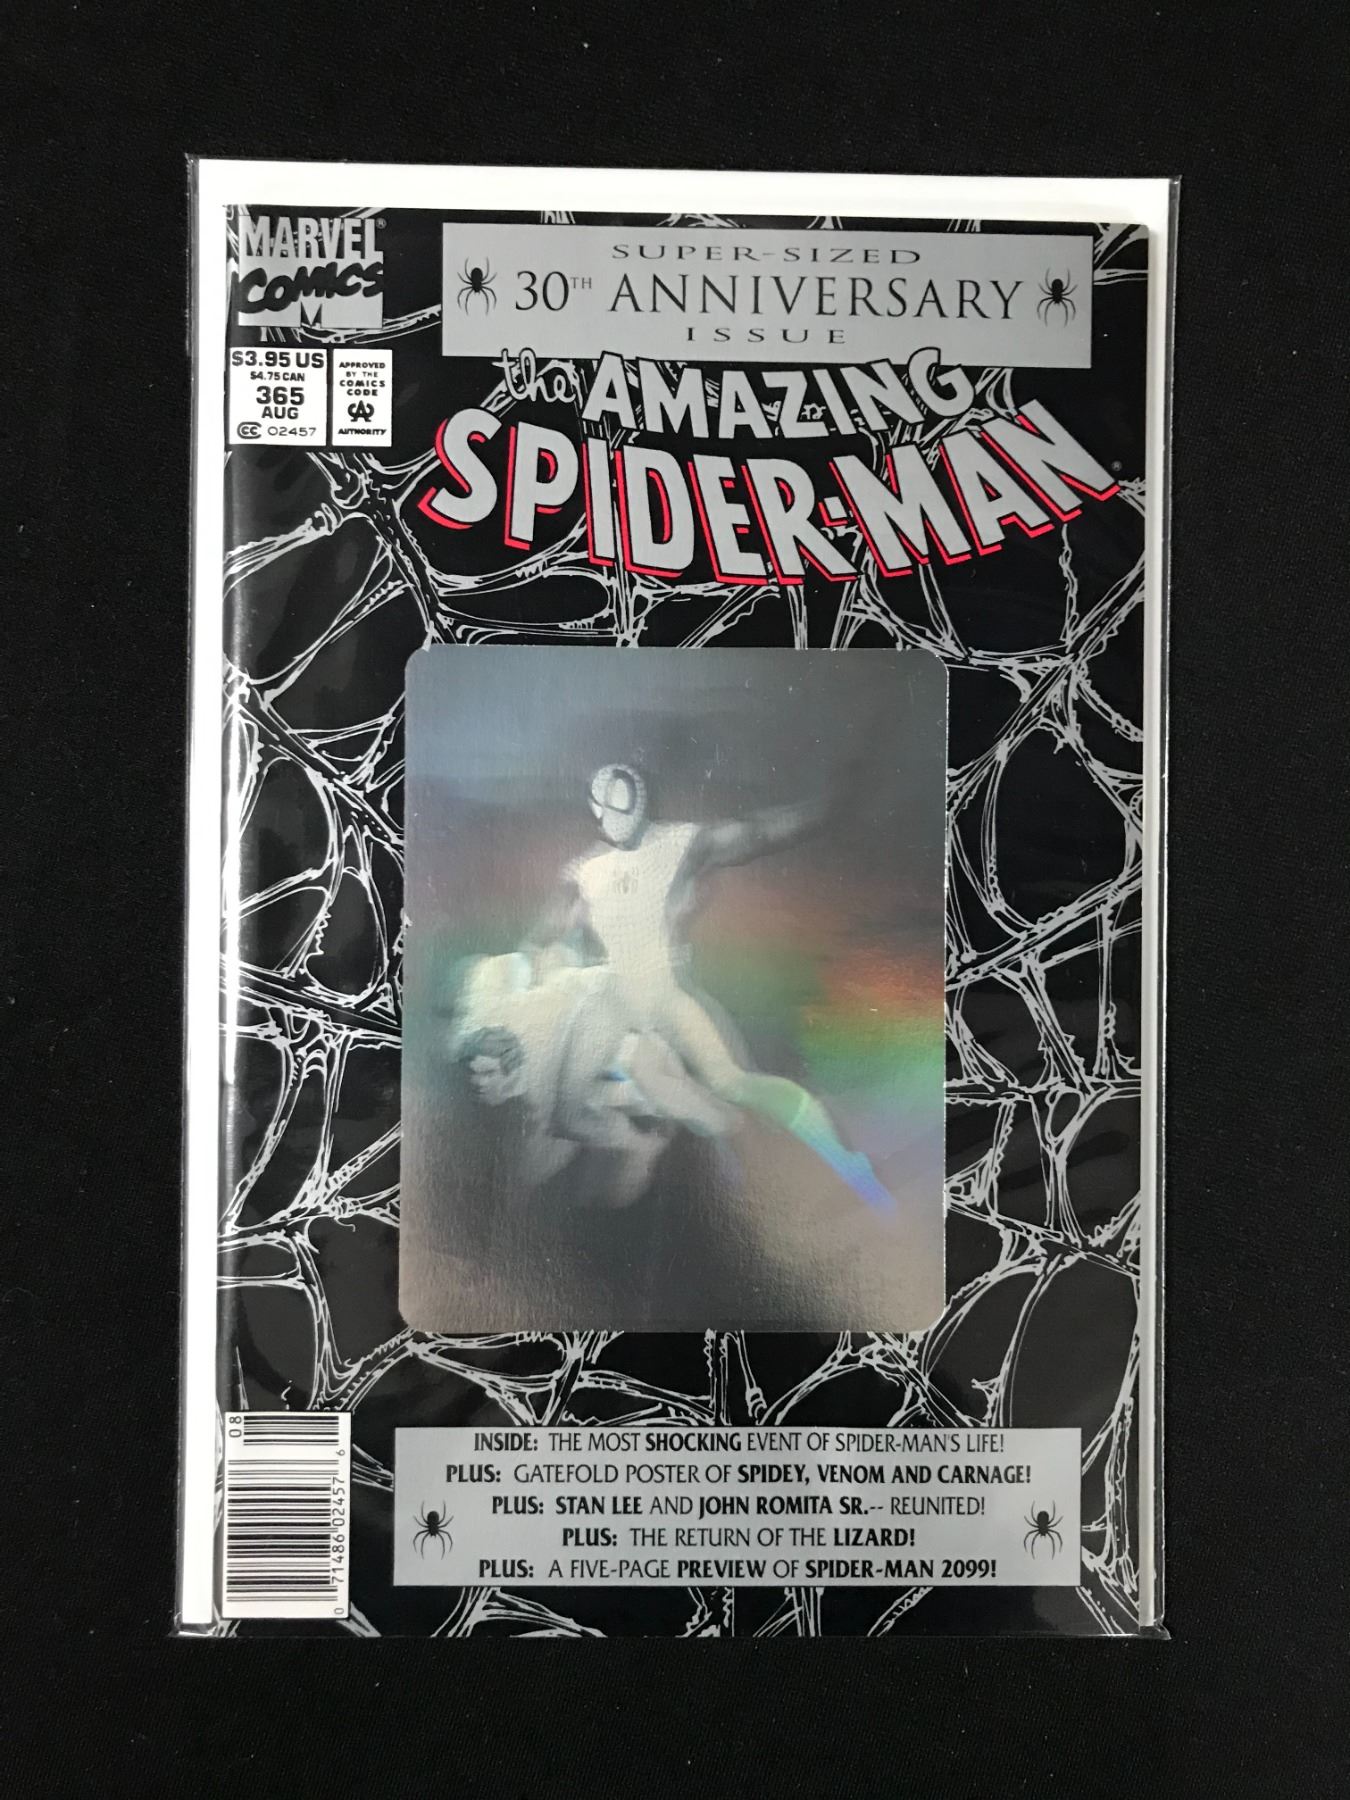 MARVEL®
COMICS
M
SUPER-SIZED
30TH ANNIVERSARY
ISSUE
$3.95 US
$4.75 CAN
365
AUG
CC 02457
APPROVED
BY THE
COMICS
CODE
CA
AUTHORITY
the AMAZING
SPIDER-MAN®
INSIDE: THE MOST SHOCKING EVENT OF SPIDER-MAN'S LIFE!
PLUS: GATEFOLD POSTER OF SPIDEY, VENOM AND CARNAGE!
PLUS: STAN LEE AND JOHN ROMITA SR.-- REUNITED!
PLUS: THE RETURN OF THE LIZARD!
PLUS: A FIVE-PAGE PREVIEW OF SPIDER-MAN 2099!
08
0 71486 02457 6